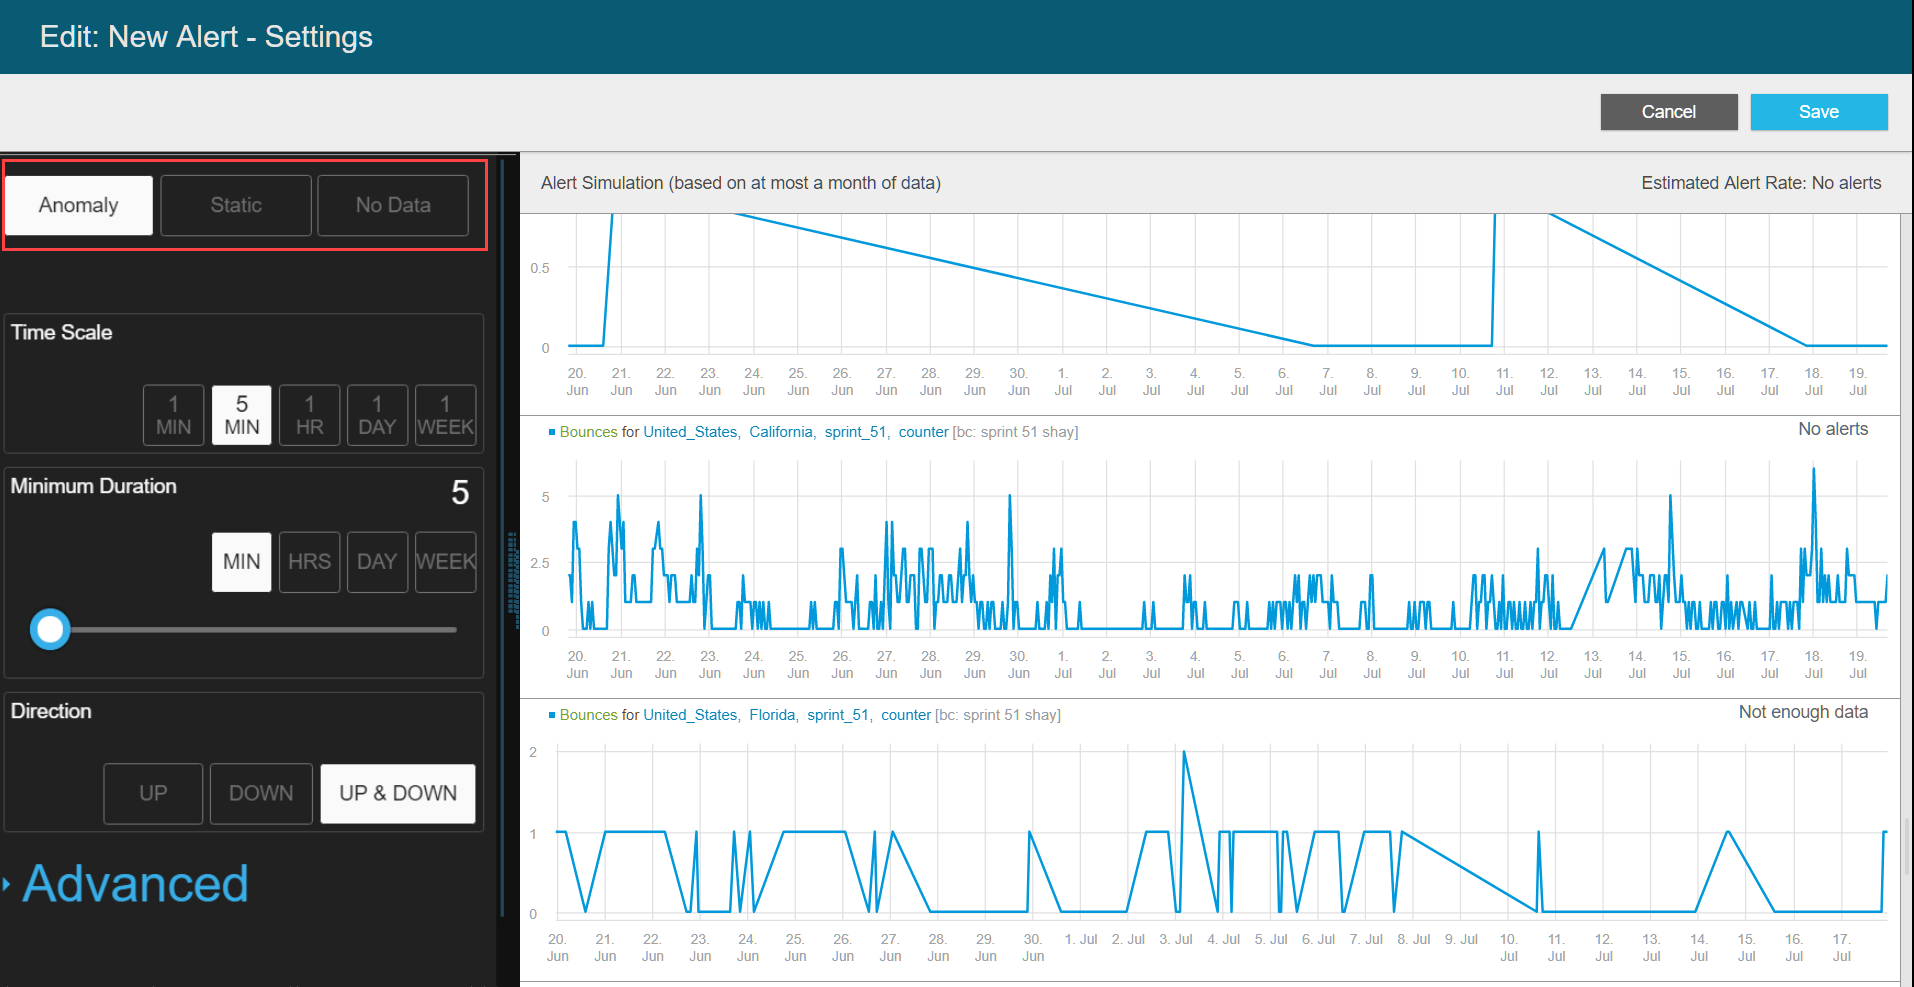 Edit: New Alert - Settings
Cancel Save
Anomaly Static No Data
Alert Simulation (based on at most a month of data) Estimated Alert Rate: No alerts
0.5
0
20. 21. 22. 23. 24. 25. 26. 27. 28. 29. 30. 1. 2. 3. 4. 5. 6. 7. 8. 9. 10. 11. 12. 13. 14. 15. 16. 17. 18. 19.
Jun Jun Jun Jun Jun Jun Jun Jun Jun Jun Jun Jul Jul Jul Jul Jul Jul Jul Jul Jul Jul Jul Jul Jul Jul Jul Jul Jul Jul Jul
Time Scale
1 5 1 1 1
MIN MIN HR DAY WEEK
Minimum Duration 5
MIN HRS DAY WEEK
Direction
UP DOWN UP & DOWN
Advanced
Bounces for United_States, California, sprint_51, counter [bc: sprint 51 shay] No alerts
5
2.5
0
20. 21. 22. 23. 24. 25. 26. 27. 28. 29. 30. 1. 2. 3. 4. 5. 6. 7. 8. 9. 10. 11. 12. 13. 14. 15. 16. 17. 18. 19.
Jun Jun Jun Jun Jun Jun Jun Jun Jun Jun Jun Jul Jul Jul Jul Jul Jul Jul Jul Jul Jul Jul Jul Jul Jul Jul Jul Jul Jul Jul
Bounces for United_States, Florida, sprint_51, counter [bc: sprint 51 shay] Not enough data
2
1
0
20. 21. 22. 23. 24. 25. 26. 27. 28. 29. 30. 1. Jul 2. Jul 3. Jul 4. Jul 5. Jul 6. Jul 7. Jul 8. Jul 9. Jul 10. 11. 12. 13. 14. 15. 16. 17.
Jun Jun Jun Jun Jun Jun Jun Jun Jun Jun Jun Jul Jul Jul Jul Jul Jul Jul Jul